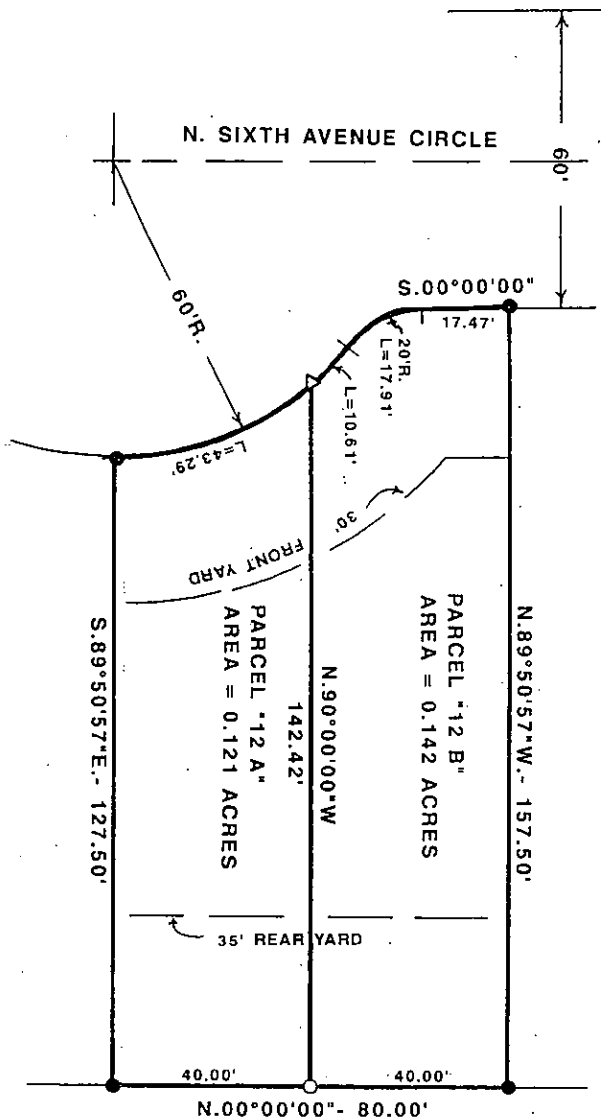 N. SIXTH AVENUE CIRCLE
60'
60'R.
S.00°00'00"
17.47'
20'R.
L=17.91'
L=10.61'
L=43.29'
30'
FRONT YARD
S.89°50'57"E.- 127.50'
PARCEL "12 A"
AREA = 0.121 ACRES
N.90°00'00"W
142.42'
PARCEL "12 B"
AREA = 0.142 ACRES
N.89°50'57"W.- 157.50'
35' REAR YARD
40.00'
40.00'
N.00°00'00"- 80.00'